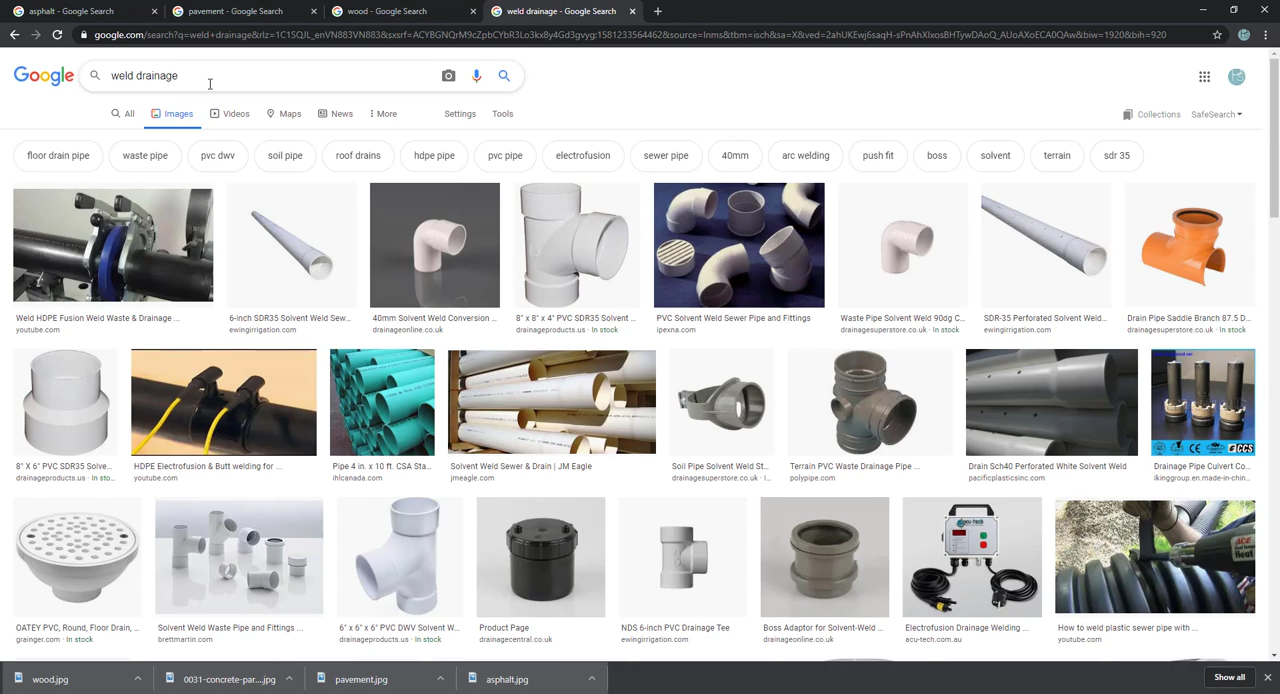 asphalt - Google Search
pavement - Google Search
wood - Google Search
weld drainage - Google Search
google.com/search?q=weld+drainage&rlz=1C1SQJL_enVN883VN883&sxsrf=ACYBGNQrM9cZpbCYbR3Lo3kx8y4Gd3gvyg:1581233564462&source=lnms&tbm=isch&sa=X&ved=2ahUKEwj6saqH-sPnAhXlxosBHTywDAoQ_AUoAXoECA0QAw&biw=1920&bih=920
Google
weld drainage
All
Images
Videos
Maps
News
More
Settings
Tools
Collections
SafeSearch
floor drain pipe
waste pipe
pvc dwv
soil pipe
roof drains
hdpe pipe
pvc pipe
electrofusion
sewer pipe
40mm
arc welding
push fit
boss
solvent
terrain
sdr 35
Weld HDPE Fusion Weld Waste & Drainage ...
youtube.com
6-inch SDR35 Solvent Weld Sew...
ewingirrigation.com
40mm Solvent Weld Conversion ...
drainageonline.co.uk
8" x 8" x 4" PVC SDR35 Solvent ...
drainageproducts.us · In stock
PVC Solvent Weld Sewer Pipe and Fittings
ipexna.com
Waste Pipe Solvent Weld 90dg C...
drainagesuperstore.co.uk · In stock
SDR-35 Perforated Solvent Weld...
ewingirrigation.com
Drain Pipe Saddle Branch 87.5 D...
drainagesuperstore.co.uk · In stock
8" X 6" PVC SDR35 Solve...
drainageproducts.us · In sto...
HDPE Electrofusion & Butt welding for ...
youtube.com
Pipe 4 in. x 10 ft. CSA Sta...
ihlcanada.com
Solvent Weld Sewer & Drain | JM Eagle
jmeagle.com
Soil Pipe Solvent Weld St...
drainagesuperstore.co.uk · I...
Terrain PVC Waste Drainage Pipe ...
polypipe.com
Drain Sch40 Perforated White Solvent Weld
pacificplasticsinc.com
CCS
Drainage Pipe Culvert Co...
ikinggroup.en.made-in-chin...
OATEY PVC, Round, Floor Drain, ...
grainger.com · In stock
Solvent Weld Waste Pipe and Fittings ...
brettmartin.com
6" x 6" x 6" PVC DWV Solvent W...
drainageproducts.us · In stock
Product Page
drainagecentral.co.uk
NDS 6-inch PVC Drainage Tee
ewingirrigation.com
Boss Adaptor for Solvent-Weld ...
drainageonline.co.uk
acu-tech
Electrofusion Drainage Welding ...
acu-tech.com.au
ACE
Heat
How to weld plastic sewer pipe with ...
youtube.com
wood.jpg
0031-concrete-par....jpg
pavement.jpg
asphalt.jpg
Show all